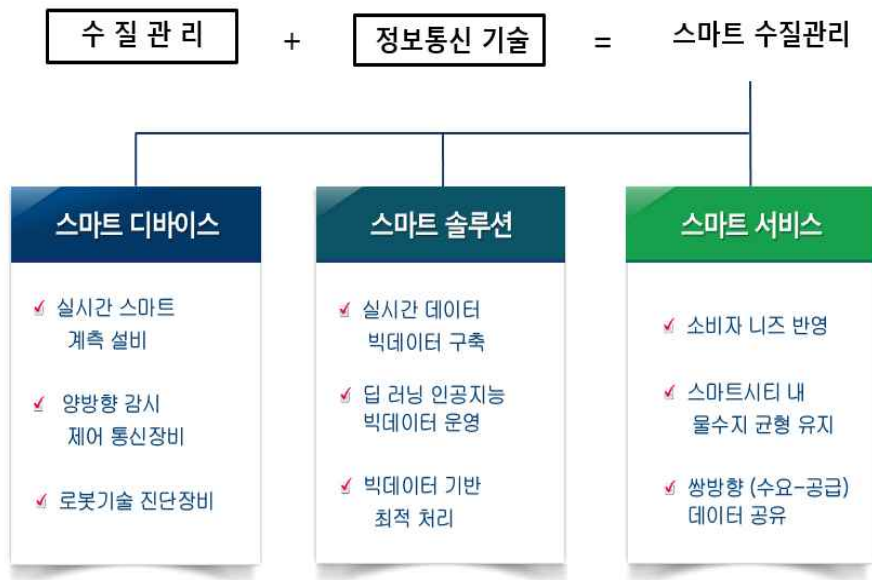 수 질 관 리 + 정보통신 기술 = 스마트 수질관리
스마트 디바이스
실시간 스마트
계측 설비
양방향 감시
제어 통신장비
로봇기술 진단장비
스마트 솔루션
실시간 데이터
빅데이터 구축
딥 러닝 인공지능
빅데이터 운영
빅데이터 기반
최적 처리
스마트 서비스
소비자 니즈 반영
스마트시티 내
물수지 균형 유지
쌍방향 (수요-공급)
데이터 공유